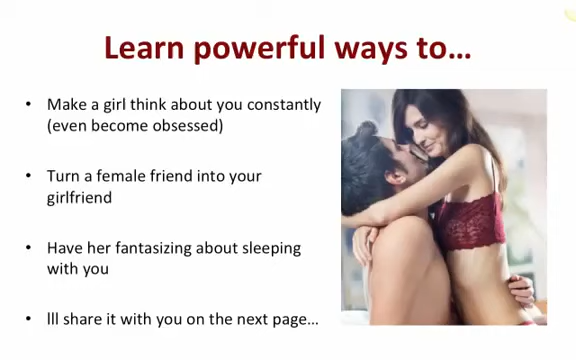 Learn powerful ways to…
• Make a girl think about you constantly
(even become obsessed)
• Turn a female friend into your
girlfriend
• Have her fantasizing about sleeping
with you
• lll share it with you on the next page…